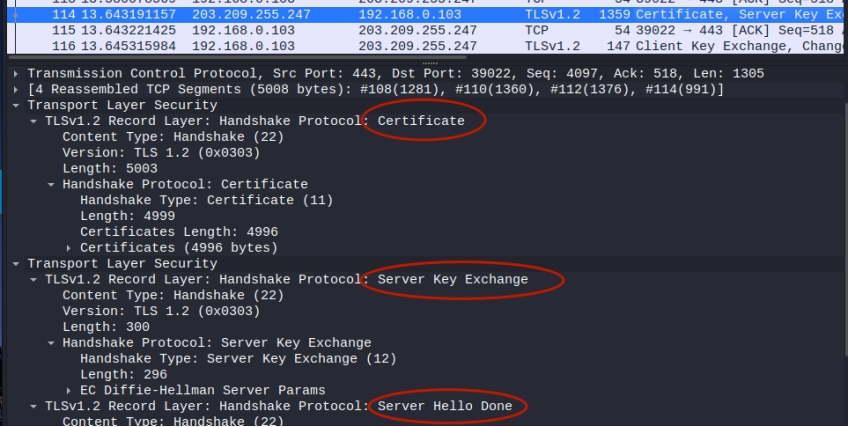 114 13.643191157 203.209.255.247 192.168.0.103 TLSv1.2 1359 Certificate, Server Key Ex
115 13.643221425 192.168.0.103 203.209.255.247 TCP 54 39022 → 443 [ACK] Seq=518
116 13.645315984 192.168.0.103 203.209.255.247 TLSv1.2 147 Client Key Exchange, Chang
Transmission Control Protocol, Src Port: 443, Dst Port: 39022, Seq: 4097, Ack: 518, Len: 1305
[4 Reassembled TCP Segments (5008 bytes): #108(1281), #110(1360), #112(1376), #114(991)]
Transport Layer Security
TLSv1.2 Record Layer: Handshake Protocol: Certificate
Content Type: Handshake (22)
Version: TLS 1.2 (0x0303)
Length: 5003
Handshake Protocol: Certificate
Handshake Type: Certificate (11)
Length: 4999
Certificates Length: 4996
Certificates (4996 bytes)
Transport Layer Security
TLSv1.2 Record Layer: Handshake Protocol: Server Key Exchange
Content Type: Handshake (22)
Version: TLS 1.2 (0x0303)
Length: 300
Handshake Protocol: Server Key Exchange
Handshake Type: Server Key Exchange (12)
Length: 296
EC Diffie-Hellman Server Params
TLSv1.2 Record Layer: Handshake Protocol: Server Hello Done
Content Type: Handshake (22)